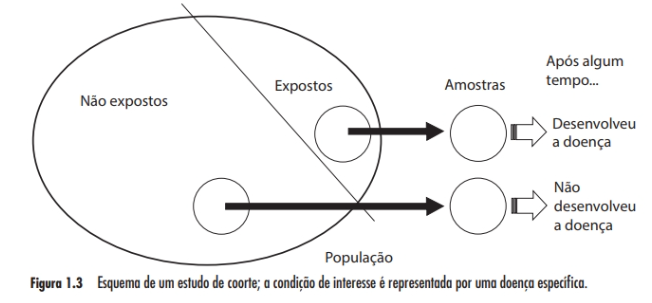 Não expostos
Expostos
Amostras
Após algum
tempo...
Desenvolveu
a doença
Não
desenvolveu
a doença
População
Figura 1.3 Esquema de um estudo de coorte; a condição de interesse é representada por uma doença específica.